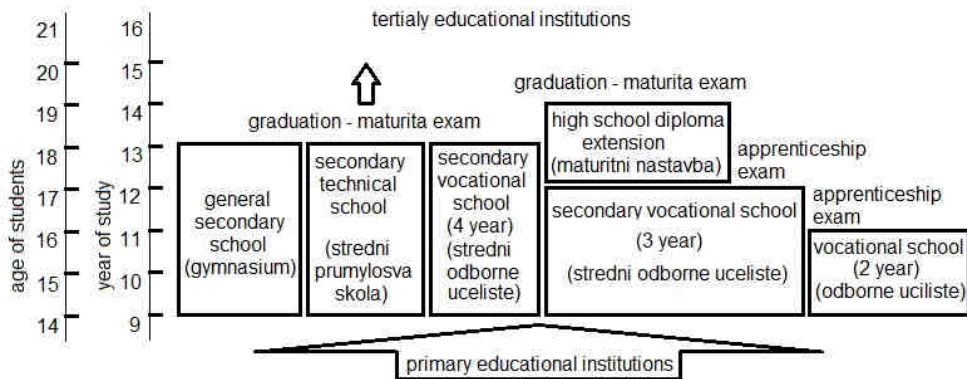 tertialy educational institutions
graduation - maturita exam
graduation - maturita exam
age of students
21
20
19
18
17
16
15
14
year of study
16
15
14
13
12
11
10
9
general
secondary
school
(gymnasium)
secondary
technical
school
(stredni
prumylosva
skola)
secondary
vocational
school
(4 year)
(stredni
odborne
uceliste)
high school diploma
extension
(maturitni nastavba)
apprenticeship
exam
secondary vocational school
(3 year)
(stredni odborne uceliste)
apprenticeship
exam
vocational school
(2 year)
(odborne uciliste)
primary educational institutions